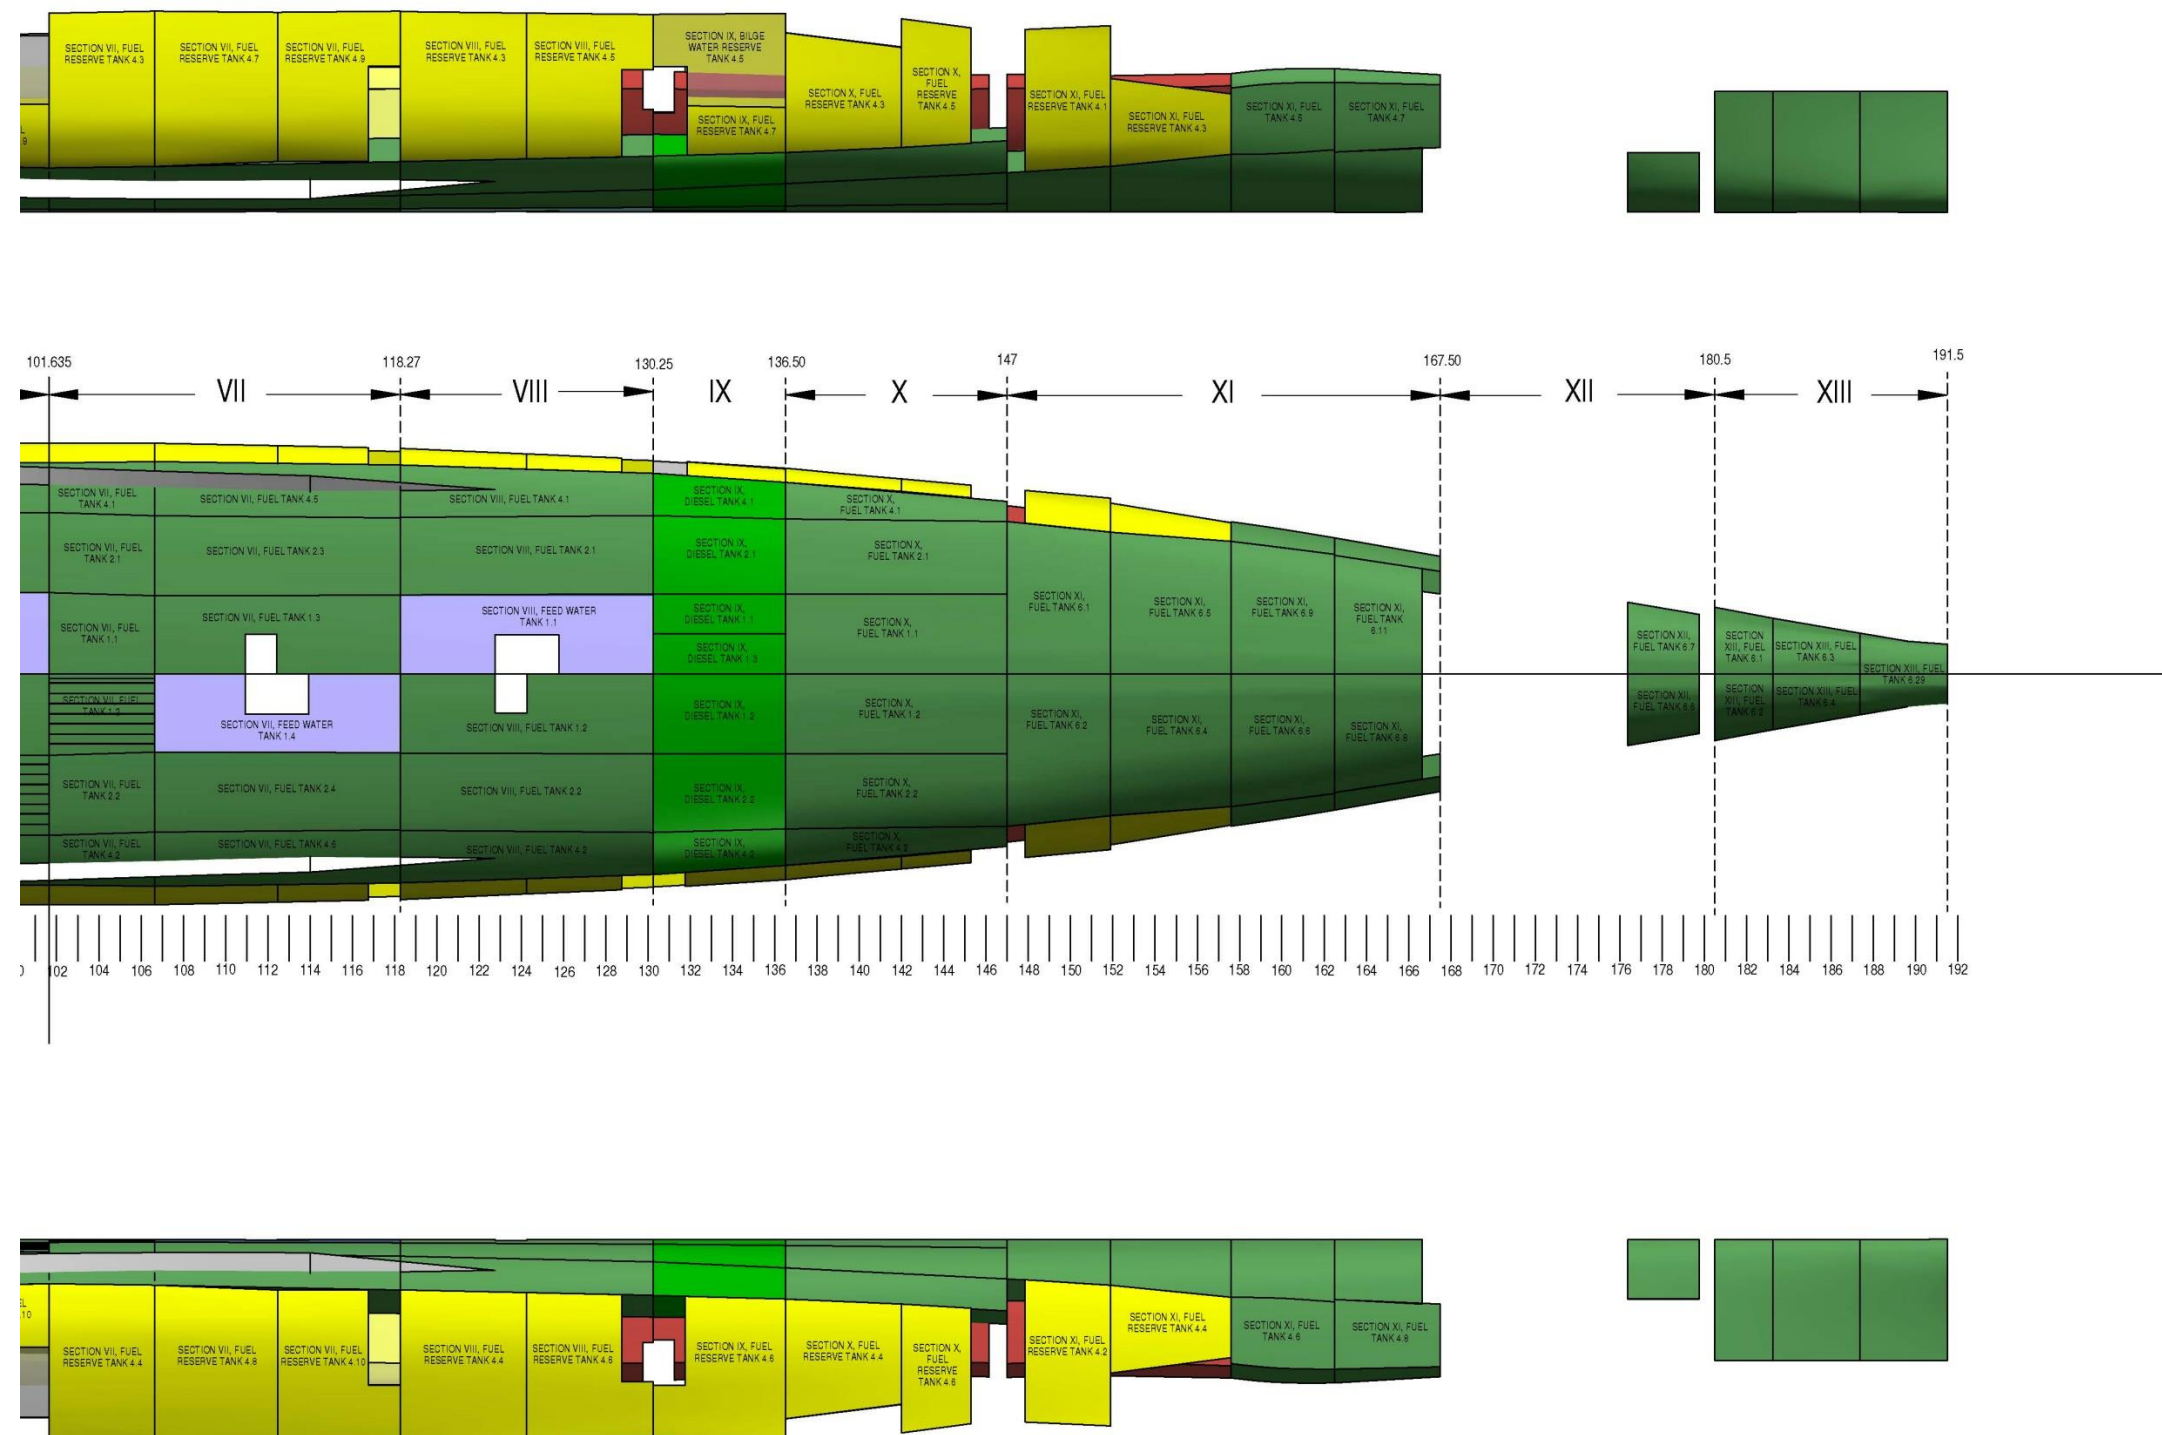 SECTION VII, FUEL
RESERVE TANK 4.3
SECTION VII, FUEL
RESERVE TANK 4.7
SECTION VII, FUEL
RESERVE TANK 4.9
SECTION VIII, FUEL
RESERVE TANK 4.3
SECTION VIII, FUEL
RESERVE TANK 4.5
SECTION IX, BILGE
WATER RESERVE
TANK 4.5
SECTION IX, FUEL
RESERVE TANK 4.7
SECTION X, FUEL
RESERVE TANK 4.3
SECTION X,
FUEL
RESERVE
TANK 4.5
SECTION XI, FUEL
RESERVE TANK 4.1
SECTION XI, FUEL
RESERVE TANK 4.3
SECTION XI, FUEL
TANK 4.5
SECTION XI, FUEL
TANK 4.7
101.635
118.27
130.25
136.50
147
167.50
180.5
191.5
VII
VIII
IX
X
XI
XII
XIII
SECTION VII, FUEL
TANK 4.1
SECTION VII, FUEL TANK 4.5
SECTION VIII, FUEL TANK 4.1
SECTION IX,
DIESEL TANK 4.1
SECTION X,
FUEL TANK 4.1
SECTION VII, FUEL
TANK 2.1
SECTION VII, FUEL TANK 2.3
SECTION VIII, FUEL TANK 2.1
SECTION IX,
DIESEL TANK 2.1
SECTION X,
FUEL TANK 2.1
SECTION VII, FUEL
TANK 1.1
SECTION VII, FUEL TANK 1.3
SECTION VIII, FEED WATER
TANK 1.1
SECTION IX,
DIESEL TANK 1.1
SECTION IX,
DIESEL TANK 1.3
SECTION X,
FUEL TANK 1.1
SECTION XI,
FUEL TANK 6.1
SECTION XI,
FUEL TANK 6.5
SECTION XI,
FUEL TANK 6.9
SECTION XI,
FUEL TANK
6.11
SECTION XII,
FUEL TANK 6.7
SECTION
XIII, FUEL
TANK 6.1
SECTION XIII, FUEL
TANK 6.3
SECTION XIII, FUEL
TANK 6.29
SECTION VII, FUEL
TANK 1.2
SECTION VII, FEED WATER
TANK 1.4
SECTION VIII, FUEL TANK 1.2
SECTION IX,
DIESEL TANK 1.2
SECTION X,
FUEL TANK 1.2
SECTION XI,
FUEL TANK 6.2
SECTION XI,
FUEL TANK 6.4
SECTION XI,
FUEL TANK 6.6
SECTION XI,
FUEL TANK 6.8
SECTION XII,
FUEL TANK 6.6
SECTION
XIII, FUEL
TANK 6.2
SECTION XIII, FUEL
TANK 6.4
SECTION VII, FUEL
TANK 2.2
SECTION VII, FUEL TANK 2.4
SECTION VIII, FUEL TANK 2.2
SECTION IX,
DIESEL TANK 2.2
SECTION X,
FUEL TANK 2.2
SECTION VII, FUEL
TANK 4.2
SECTION VII, FUEL TANK 4.6
SECTION VIII, FUEL TANK 4.2
SECTION IX,
DIESEL TANK 4.2
SECTION X,
FUEL TANK 4.2
102 104 106 108 110 112 114 116 118 120 122 124 126 128 130 132 134 136 138 140 142 144 146 148 150 152 154 156 158 160 162 164 166 168 170 172 174 176 178 180 182 184 186 188 190 192
SECTION VII, FUEL
RESERVE TANK 4.4
SECTION VII, FUEL
RESERVE TANK 4.8
SECTION VII, FUEL
RESERVE TANK 4.10
SECTION VIII, FUEL
RESERVE TANK 4.4
SECTION VIII, FUEL
RESERVE TANK 4.6
SECTION IX, FUEL
RESERVE TANK 4.6
SECTION X, FUEL
RESERVE TANK 4.4
SECTION X,
FUEL
RESERVE
TANK 4.6
SECTION XI, FUEL
RESERVE TANK 4.2
SECTION XI, FUEL
RESERVE TANK 4.4
SECTION XI, FUEL
TANK 4.6
SECTION XI, FUEL
TANK 4.8